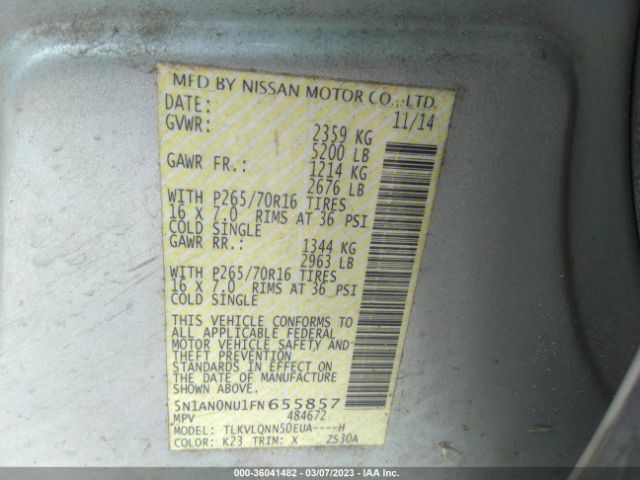 MFD BY NISSAN MOTOR CO., LTD.
DATE: 11/14
GVWR: 2359 KG
5200 LB
GAWR FR.: 1214 KG
2676 LB
WITH P265/70R16 TIRES
16 X 7.0 RIMS AT 36 PSI
COLD SINGLE
GAWR RR.: 1344 KG
2963 LB
WITH P265/70R16 TIRES
16 X 7.0 RIMS AT 36 PSI
COLD SINGLE
THIS VEHICLE CONFORMS TO
ALL APPLICABLE FEDERAL
MOTOR VEHICLE SAFETY AND
THEFT PREVENTION
STANDARDS IN EFFECT ON
THE DATE OF MANUFACTURE
SHOWN ABOVE.
5N1AN0NU1FN655857
MPV 484672
MODEL: TLKVLQNN50EUA----H
COLOR: K23 TRIM: X ZS30A
000-36041482 - 03/07/2023 - IAA Inc.